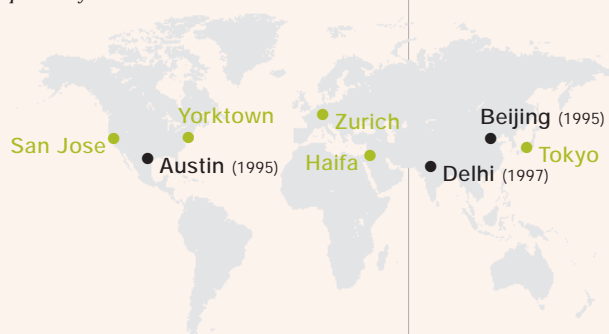 Yorktown
San Jose
Austin (1995)
Zurich
Haifa
Beijing (1995)
Tokyo
Delhi (1997)